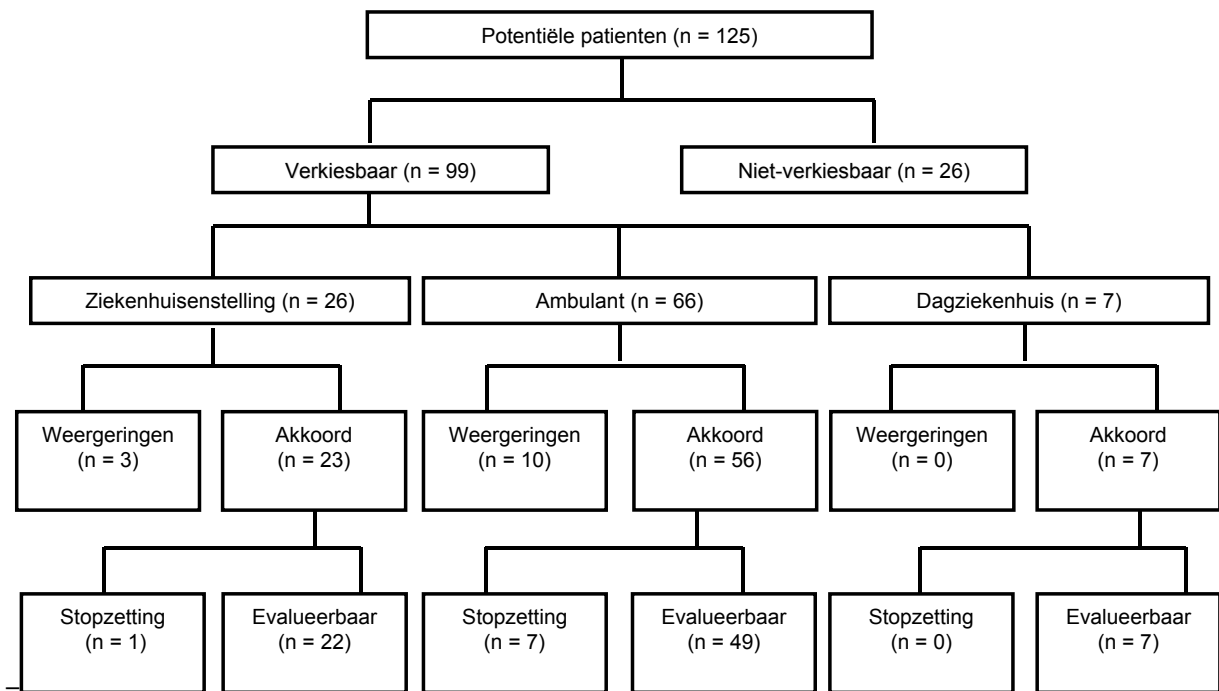 Potentiële patienten (n = 125)
Verkiesbaar (n = 99)
Niet-verkiesbaar (n = 26)
Ziekenhuisenstelling (n = 26)
Ambulant (n = 66)
Dagziekenhuis (n = 7)
Weergeringen
(n = 3)
Akkoord
(n = 23)
Weergeringen
(n = 10)
Akkoord
(n = 56)
Weergeringen
(n = 0)
Akkoord
(n = 7)
Stopzetting
(n = 1)
Evalueerbaar
(n = 22)
Stopzetting
(n = 7)
Evalueerbaar
(n = 49)
Stopzetting
(n = 0)
Evalueerbaar
(n = 7)